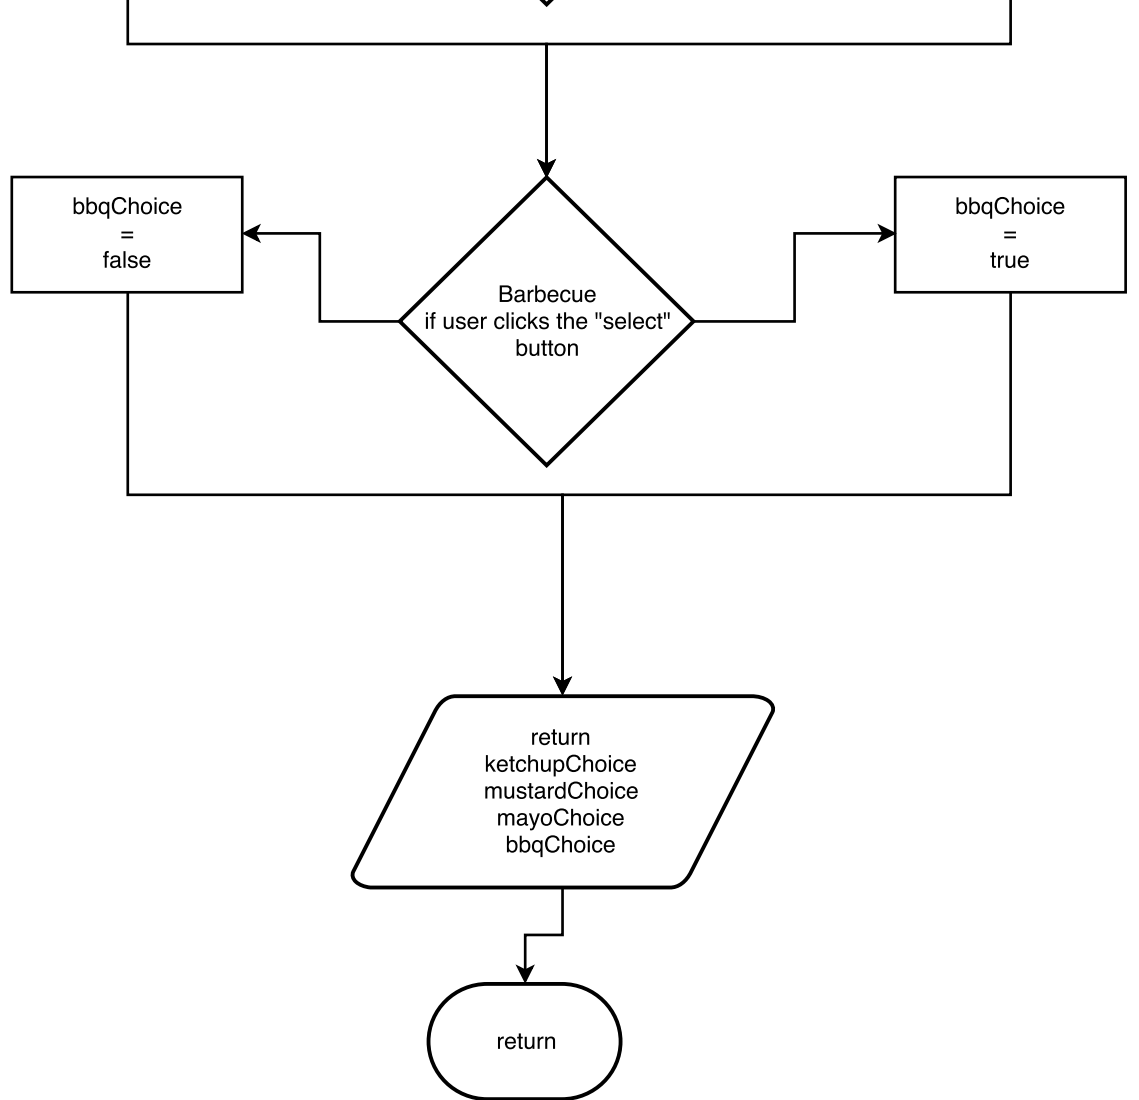 bbqChoice
=
false
bbqChoice
=
true
Barbecue
if user clicks the "select"
button
return
ketchupChoice
mustardChoice
mayoChoice
bbqChoice
return